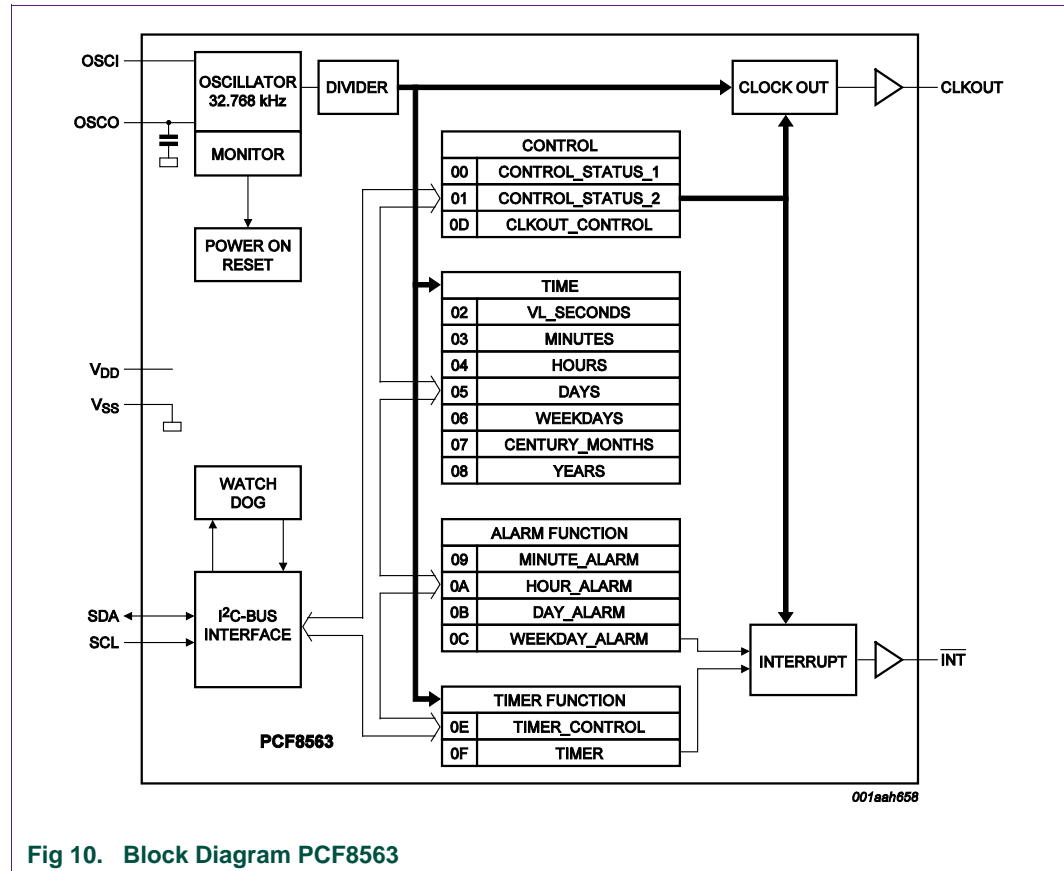 OSCI
OSCO
OSCILLATOR
32.768 kHz
DIVIDER
MONITOR
POWER ON
RESET
CLOCK OUT
CLKOUT
CONTROL
00 CONTROL_STATUS_1
01 CONTROL_STATUS_2
0D CLKOUT_CONTROL
TIME
02 VL_SECONDS
03 MINUTES
04 HOURS
05 DAYS
06 WEEKDAYS
07 CENTURY_MONTHS
08 YEARS
VDD
VSS
WATCH
DOG
SDA
SCL
I2C-BUS
INTERFACE
ALARM FUNCTION
09 MINUTE_ALARM
0A HOUR_ALARM
0B DAY_ALARM
0C WEEKDAY_ALARM
INTERRUPT
INT
TIMER FUNCTION
0E TIMER_CONTROL
0F TIMER
PCF8563
001aah658
Fig 10. Block Diagram PCF8563